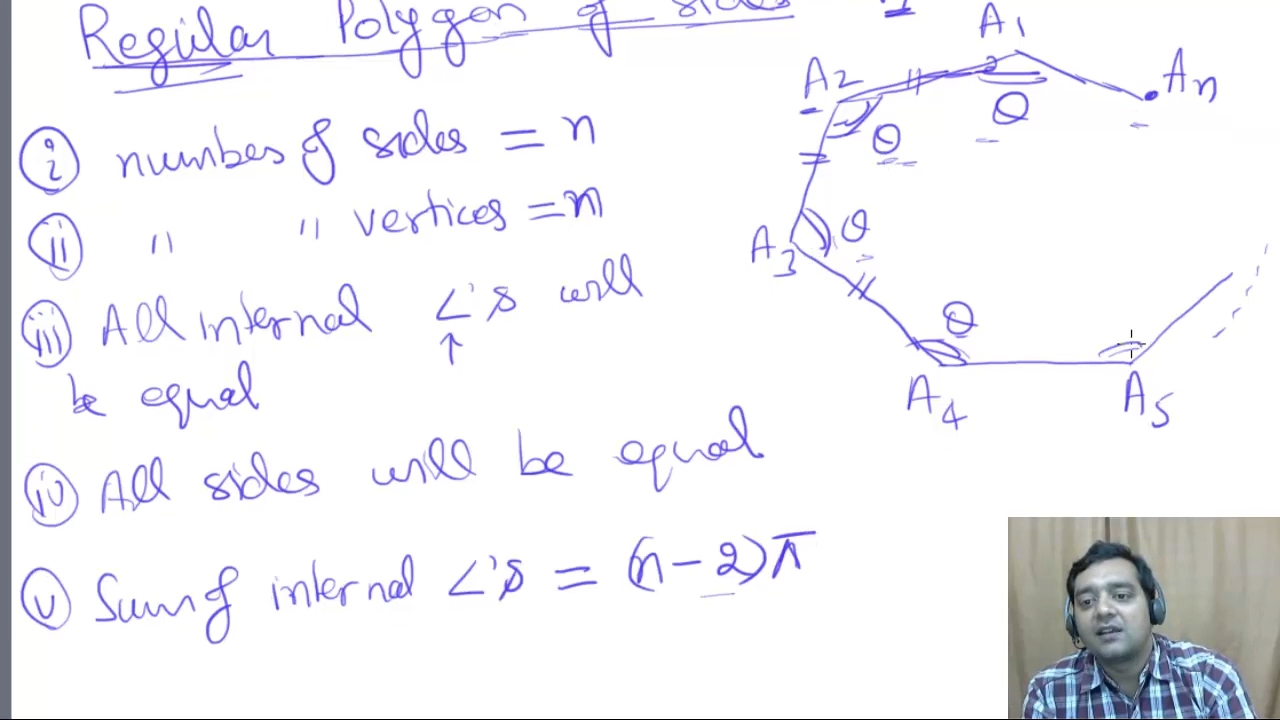 Regular Polygon of sides
A1
An
A2
θ
θ
(i) number of sides = n
(ii) " " vertices = n
A3
θ
(iii) All internal ∠'s will
be equal
↑
θ
A4
A5
(iv) All sides will be equal
(v) Sum of internal ∠'s = (n-2)π